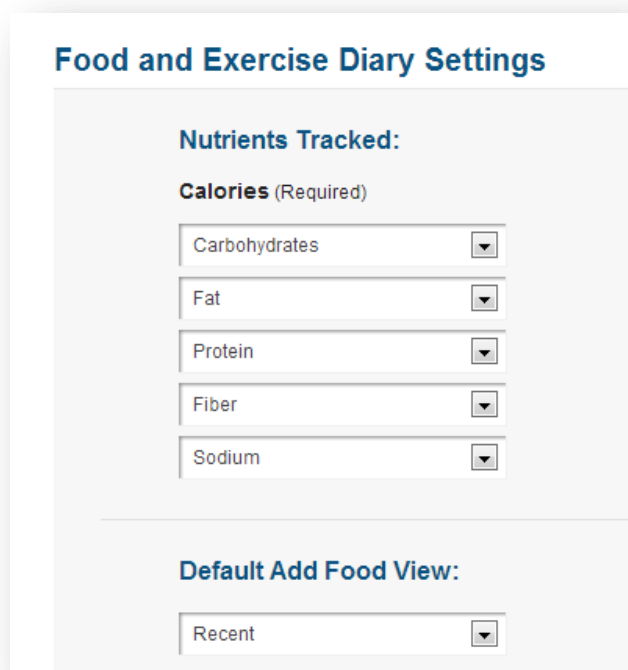 Food and Exercise Diary Settings
Nutrients Tracked:
Calories (Required)
Carbohydrates
Fat
Protein
Fiber
Sodium
Default Add Food View:
Recent